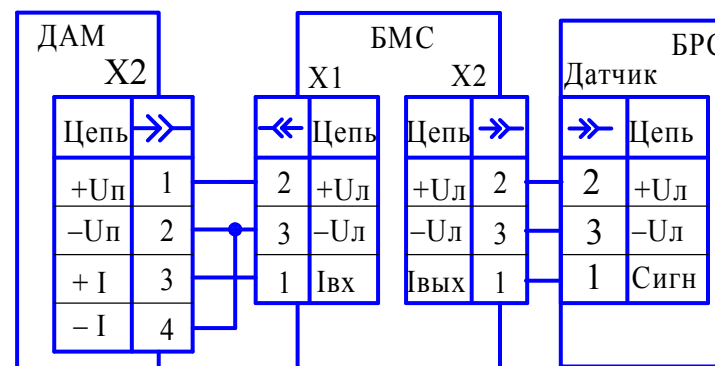 ДАМ БМС БРС
X2 X1 X2 Датчик
Цепь Цепь Цепь Цепь
+Uп 1 2 +Uл +Uл 2 2 +Uл
–Uп 2 3 –Uл –Uл 3 3 –Uл
+ I 3 1 Iвх Iвых 1 1 Сигн
– I 4